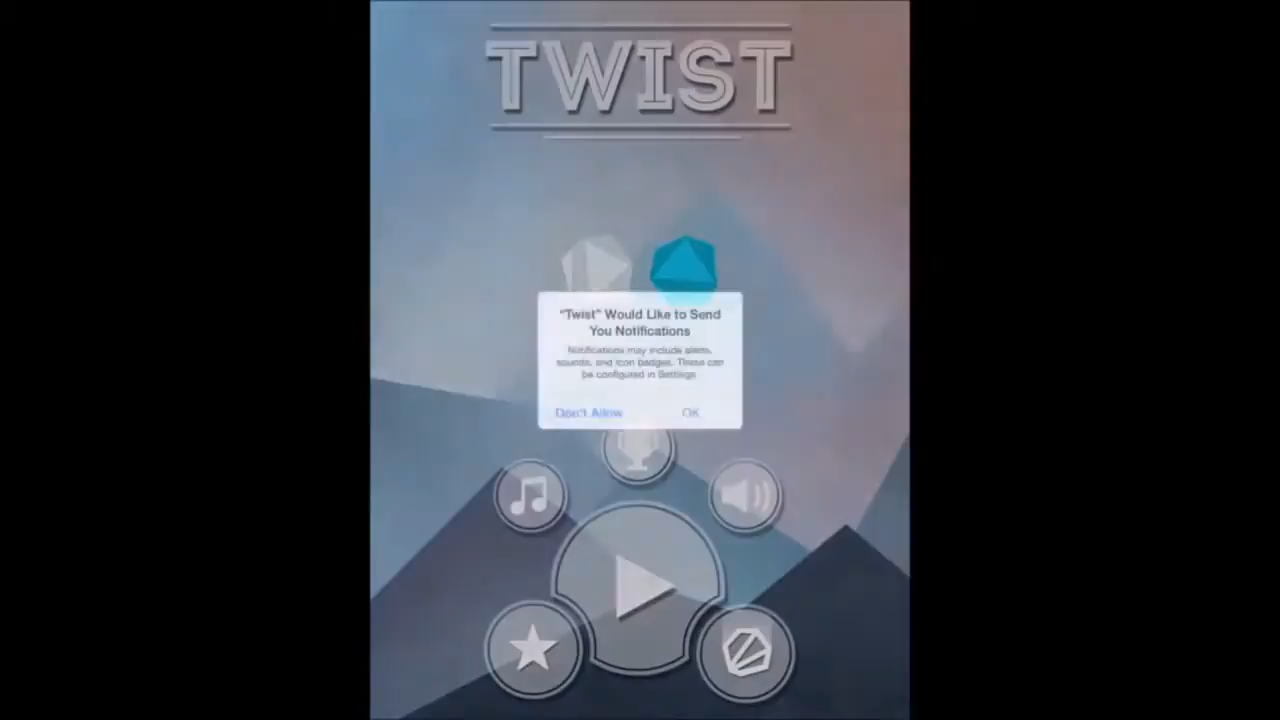 TWIST
“Twist” Would Like to Send
You Notifications
Notifications may include alerts,
sounds, and icon badges. These can
be configured in Settings.
Don't Allow
OK